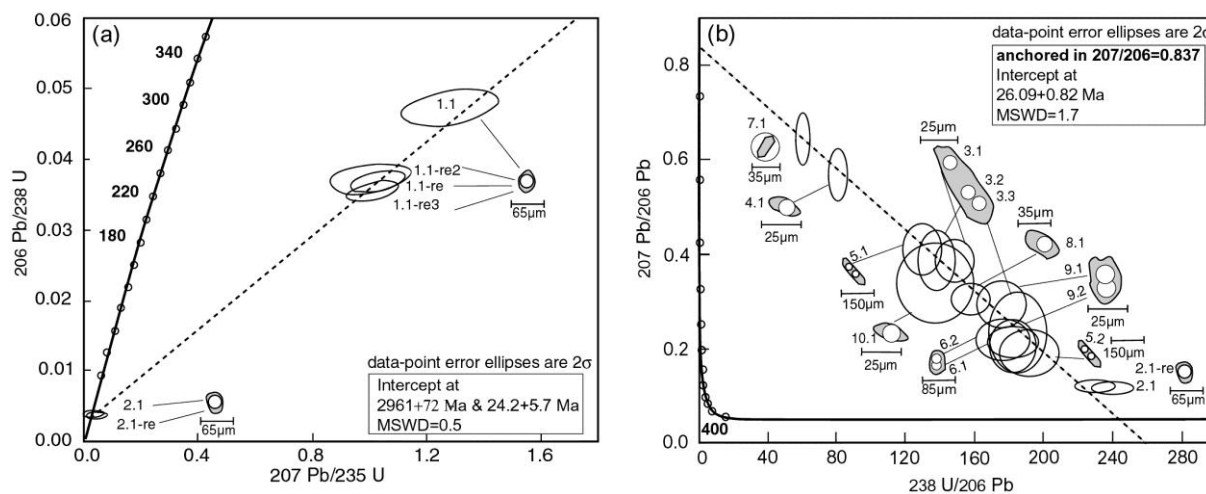 (a)
0.06
0.05
0.04
0.03
0.02
0.01
0.00
206 Pb/238 U
340
300
260
220
180
1.1
1.1-re2
1.1-re
1.1-re3
65µm
2.1
2.1-re
65µm
data-point error ellipses are 2σ
Intercept at
2961+72 Ma & 24.2+5.7 Ma
MSWD=0.5
0.0
0.4
0.8
1.2
1.6
207 Pb/235 U
(b)
data-point error ellipses are 2σ
anchored in 207/206=0.837
Intercept at
26.09+0.82 Ma
MSWD=1.7
0.8
0.6
0.4
0.2
0.0
207 Pb/206 Pb
7.1
35µm
4.1
25µm
25µm
3.1
3.2
3.3
35µm
8.1
5.1
150µm
9.1
9.2
25µm
10.1
25µm
6.2
6.1
85µm
5.2
150µm
2.1-re
2.1
65µm
400
0
40
80
120
160
200
240
280
238 U/206 Pb